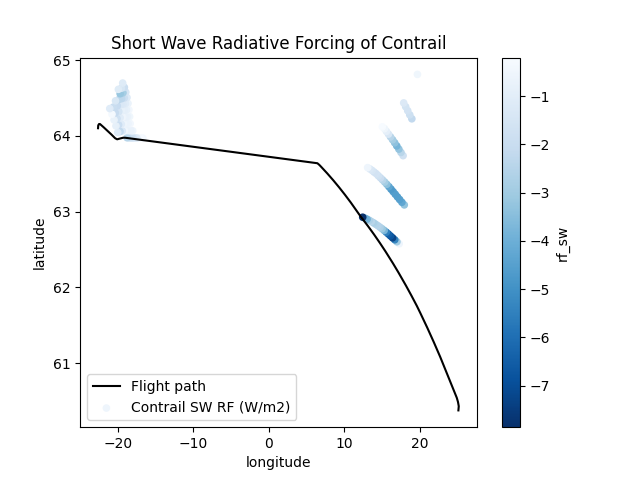 Short Wave Radiative Forcing of Contrail
65
64
63
62
61
latitude
−20
−10
0
10
20
longitude
Flight path
Contrail SW RF (W/m2)
−1
−2
−3
−4
−5
−6
−7
rf_sw